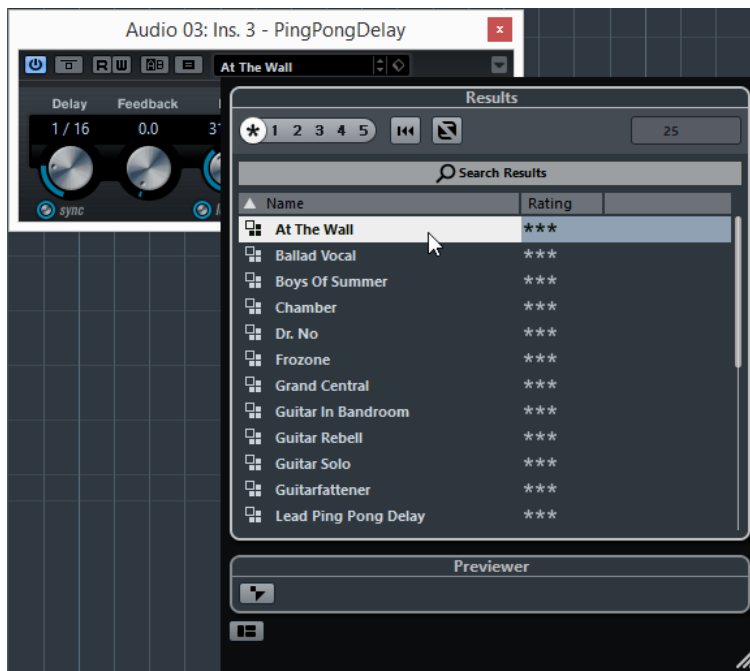 Audio 03: Ins. 3 - PingPongDelay
x
R W AB At The Wall
Delay Feedback
1 / 16 0.0 31
sync
Results
* 1 2 3 4 5 25
Search Results
Name Rating
At The Wall ***
Ballad Vocal ***
Boys Of Summer ***
Chamber ***
Dr. No ***
Frozone ***
Grand Central ***
Guitar In Bandroom ***
Guitar Rebell ***
Guitar Solo ***
Guitarfattener ***
Lead Ping Pong Delay ***
Previewer